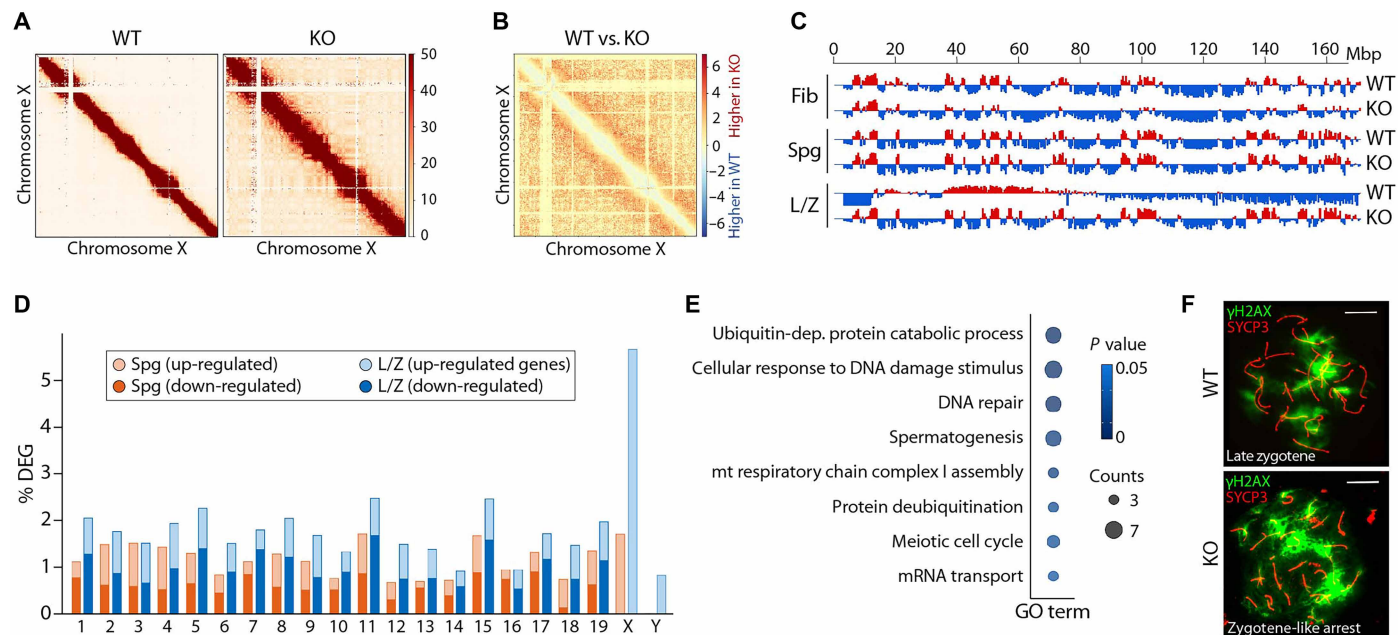 A
WT
KO
Chromosome X
Chromosome X
Chromosome X
50
40
30
20
10
0
B
WT vs. KO
Chromosome X
Chromosome X
6
4
2
0
−2
−4
−6
Higher in KO
Higher in WT
C
0 20 40 60 80 100 120 140 160 Mbp
Fib
WT
KO
Spg
WT
KO
L/Z
WT
KO
D
% DEG
5
4
3
2
1
0
Spg (up-regulated)
Spg (down-regulated)
L/Z (up-regulated genes)
L/Z (down-regulated)
1 2 3 4 5 6 7 8 9 10 11 12 13 14 15 16 17 18 19 X Y
E
Ubiquitin-dep. protein catabolic process
Cellular response to DNA damage stimulus
DNA repair
Spermatogenesis
mt respiratory chain complex I assembly
Protein deubiquitination
Meiotic cell cycle
mRNA transport
GO term
P value
0.05
0
Counts
3
7
F
WT
γH2AX
SYCP3
Late zygotene
KO
γH2AX
SYCP3
Zygotene-like arrest